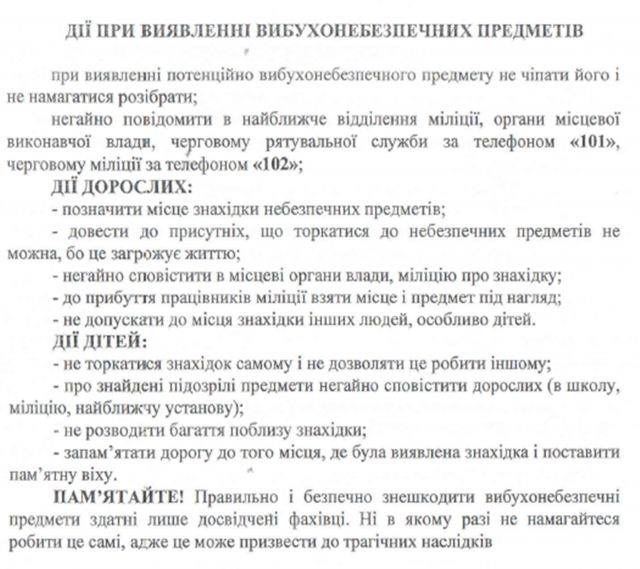 ДІЇ ПРИ ВИЯВЛЕННІ ВИБУХОНЕБЕЗПЕЧНИХ ПРЕДМЕТІВ
при виявленні потенційно вибухонебезпечного предмету не чіпати його і
не намагатися розібрати;
негайно повідомити в найближче відділення міліції, органи місцевої
виконавчої влади, черговому рятувальної служби за телефоном «101»,
черговому міліції за телефоном «102»;
ДІЇ ДОРОСЛИХ:
- позначити місце знахідки небезпечних предметів;
- довести до присутніх, що торкатися до небезпечних предметів не
можна, бо це загрожує життю;
- негайно сповістити в місцеві органи влади, міліцію про знахідку;
- до прибуття працівників міліції взяти місце і предмет під нагляд;
- не допускати до місця знахідки інших людей, особливо дітей.
ДІЇ ДІТЕЙ:
- не торкатися знахідок самому і не дозволяти це робити іншому;
- про знайдені підозрілі предмети негайно сповістити дорослих (в школу,
міліцію, найближчу установу);
- не розводити багаття поблизу знахідки;
- запам’ятати дорогу до того місця, де була виявлена знахідка і поставити
пам’ятну віху.
ПАМ’ЯТАЙТЕ! Правильно і безпечно знешкодити вибухонебезпечні
предмети здатні лише досвідчені фахівці. Ні в якому разі не намагайтеся
робити це самі, адже це може призвести до трагічних наслідків